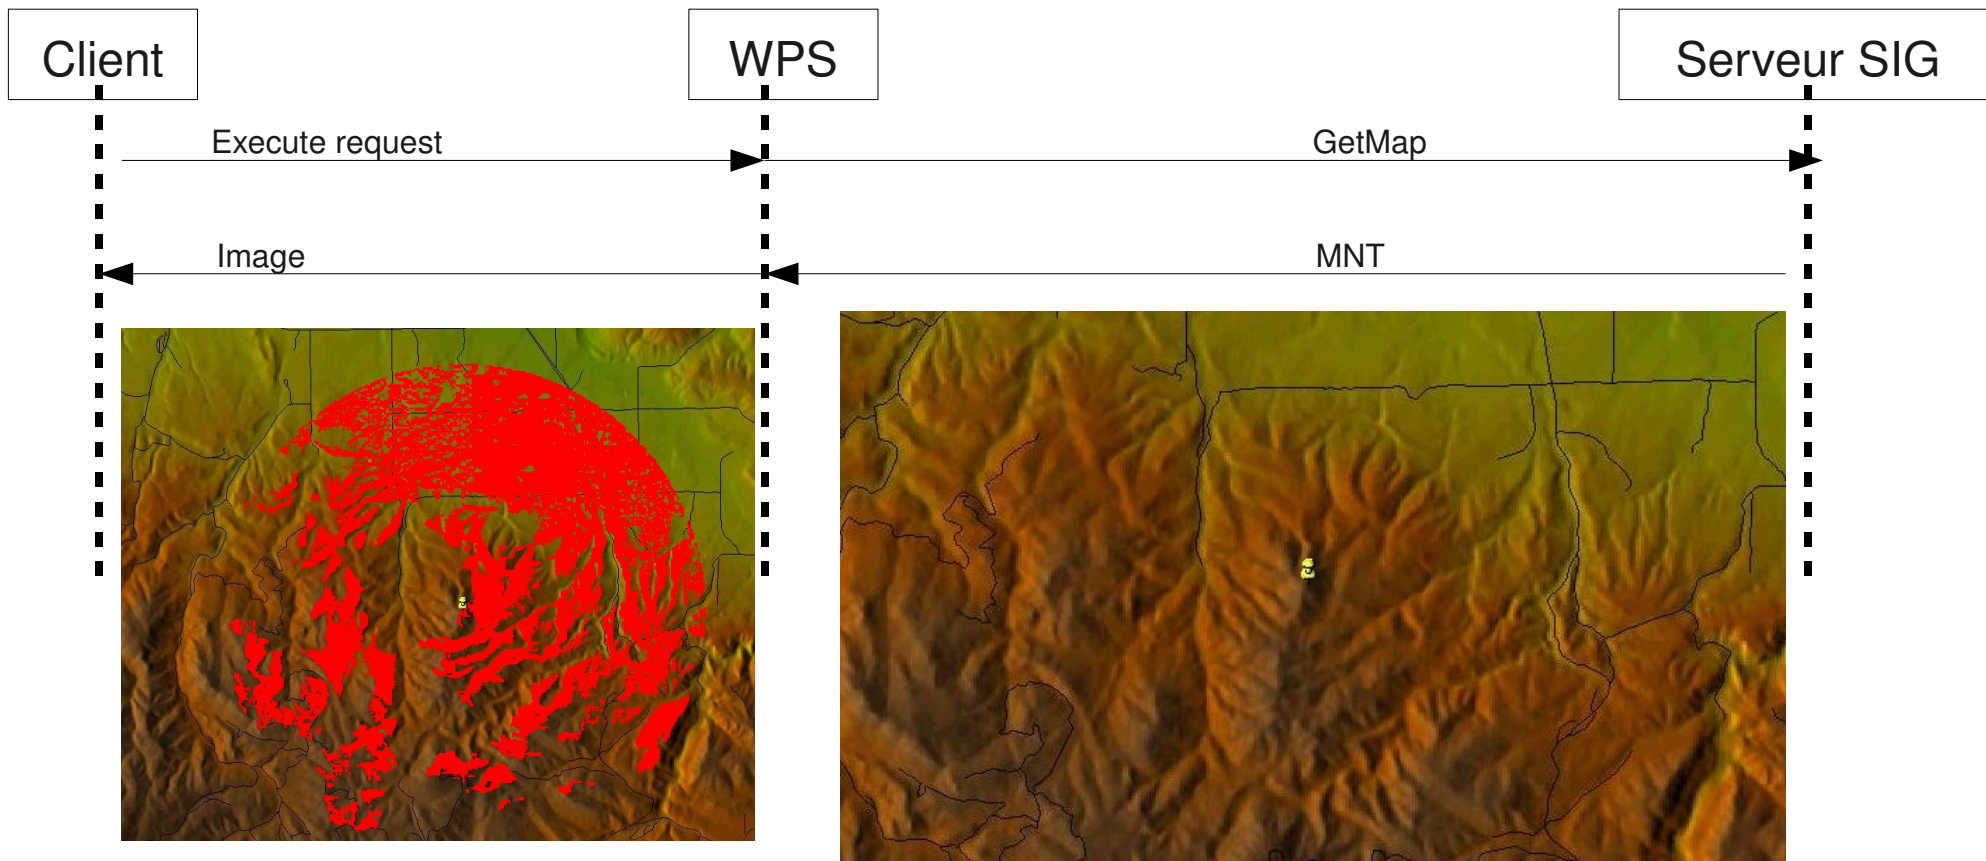 Client
WPS
Serveur SIG
Execute request
GetMap
Image
MNT